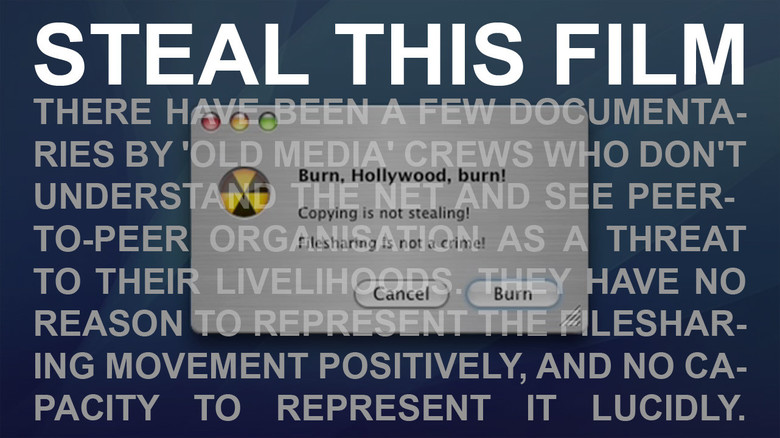 STEAL THIS FILM
THERE HAVE BEEN A FEW DOCUMENTA-
RIES BY 'OLD MEDIA' CREWS WHO DON'T
UNDERSTAND THE NET AND SEE PEER-
TO-PEER ORGANISATION AS A THREAT
TO THEIR LIVELIHOODS. THEY HAVE NO
REASON TO REPRESENT THE FILESHAR-
ING MOVEMENT POSITIVELY, AND NO CA-
PACITY TO REPRESENT IT LUCIDLY.
Burn, Hollywood, burn!
Copying is not stealing!
Filesharing is not a crime!
Cancel Burn